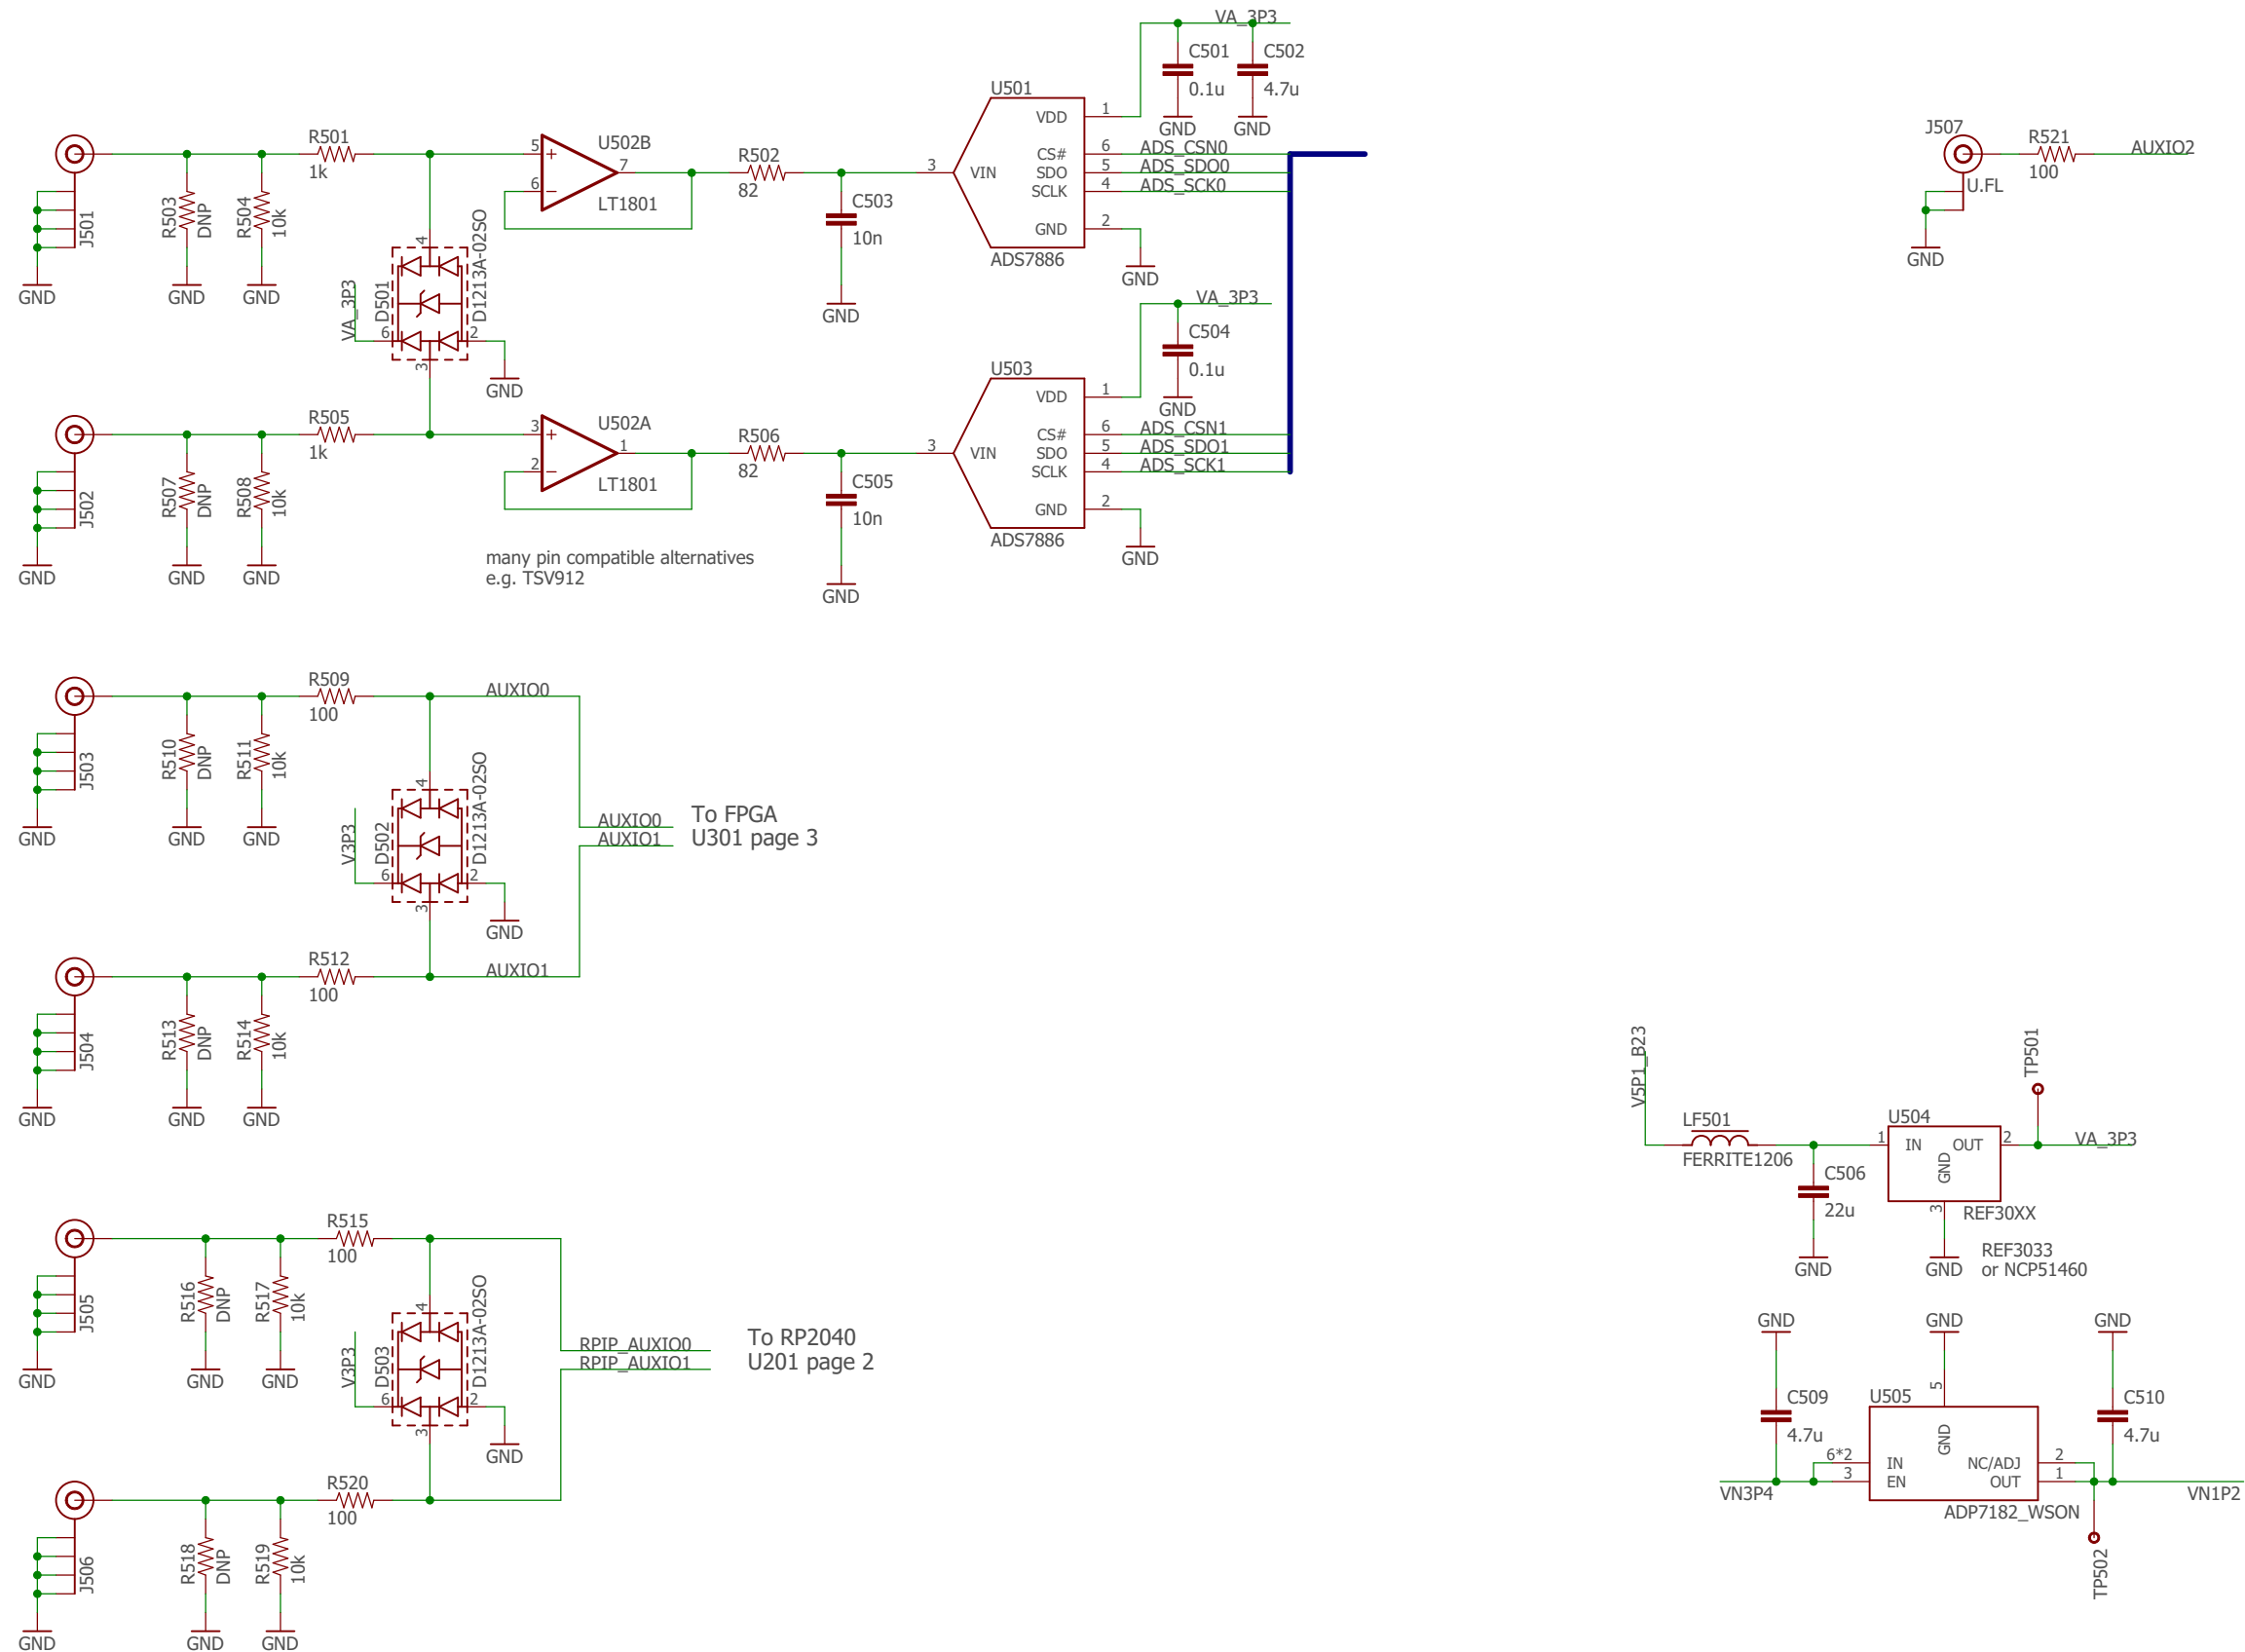 VA_3P3
C501
0.1u
GND
C502
4.7u
GND
U501
VDD
1
CS#
6
ADS_CSN0
SDO
5
ADS_SDO0
SCLK
4
ADS_SCK0
GND
2
GND
VIN
3
ADS7886
J501
GND
R503
DNP
GND
R504
10k
GND
R501
1k
U502B
5
6
7
LT1801
R502
82
C503
10n
GND
VA_3P3
D501
D1213A-02SO
4
6
2
3
GND
J507
U.FL
GND
R521
100
AUXIO2
J502
GND
R507
DNP
GND
R508
10k
GND
R505
1k
U502A
3
2
1
LT1801
R506
82
C505
10n
GND
VA_3P3
C504
0.1u
GND
U503
VDD
1
CS#
6
ADS_CSN1
SDO
5
ADS_SDO1
SCLK
4
ADS_SCK1
GND
2
GND
VIN
3
ADS7886
many pin compatible alternatives
e.g. TSV912
J503
GND
R510
DNP
GND
R511
10k
GND
R509
100
AUXIO0
V3P3
D502
D1213A-02SO
4
6
2
3
GND
AUXIO0
AUXIO1
To FPGA
U301 page 3
J504
GND
R513
DNP
GND
R514
10k
GND
R512
100
AUXIO1
J505
GND
R516
DNP
GND
R517
10k
GND
R515
100
V3P3
D503
D1213A-02SO
4
6
2
3
GND
RPIP_AUXIO0
RPIP_AUXIO1
To RP2040
U201 page 2
J506
GND
R518
DNP
GND
R519
10k
GND
R520
100
V5P1_B23
LF501
FERRITE1206
C506
22u
GND
U504
1
IN
OUT
2
GND
3
GND
REF30XX
REF3033
or NCP51460
TP501
VA_3P3
GND
C509
4.7u
VN3P4
GND
5
U505
GND
6*2
IN
3
EN
NC/ADJ
2
OUT
1
ADP7182_WSON
GND
C510
4.7u
VN1P2
TP502